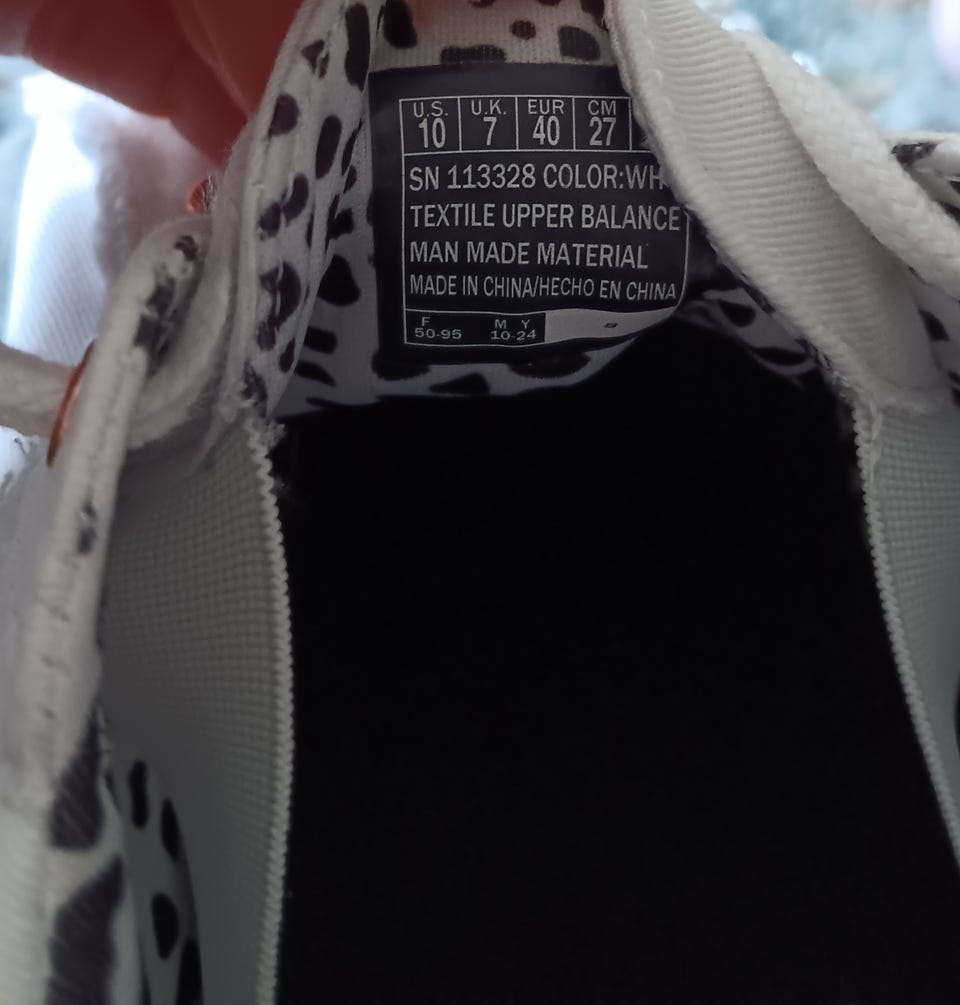 U.S. U.K. EUR CM
10 7 40 27
SN 113328 COLOR:WH
TEXTILE UPPER BALANCE
MAN MADE MATERIAL
MADE IN CHINA/HECHO EN CHINA
F M Y
50-95 10-24